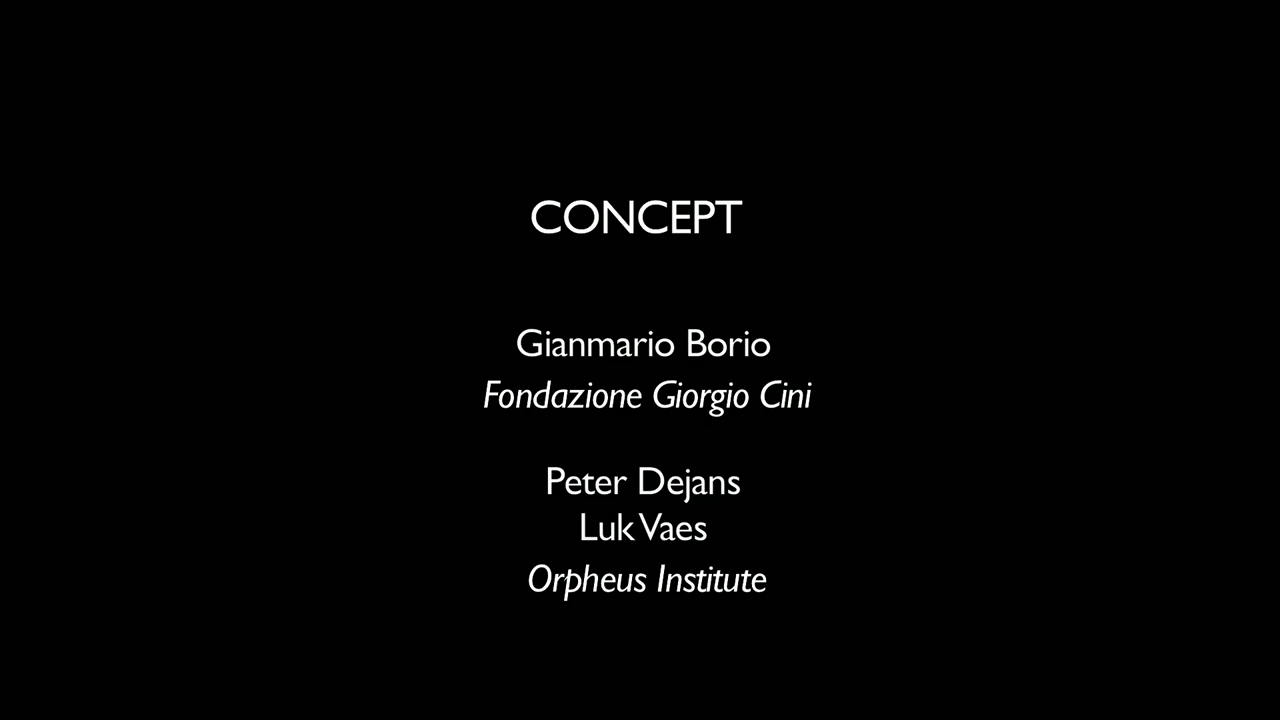 CONCEPT
Gianmario Borio
Fondazione Giorgio Cini
Peter Dejans
Luk Vaes
Orpheus Institute